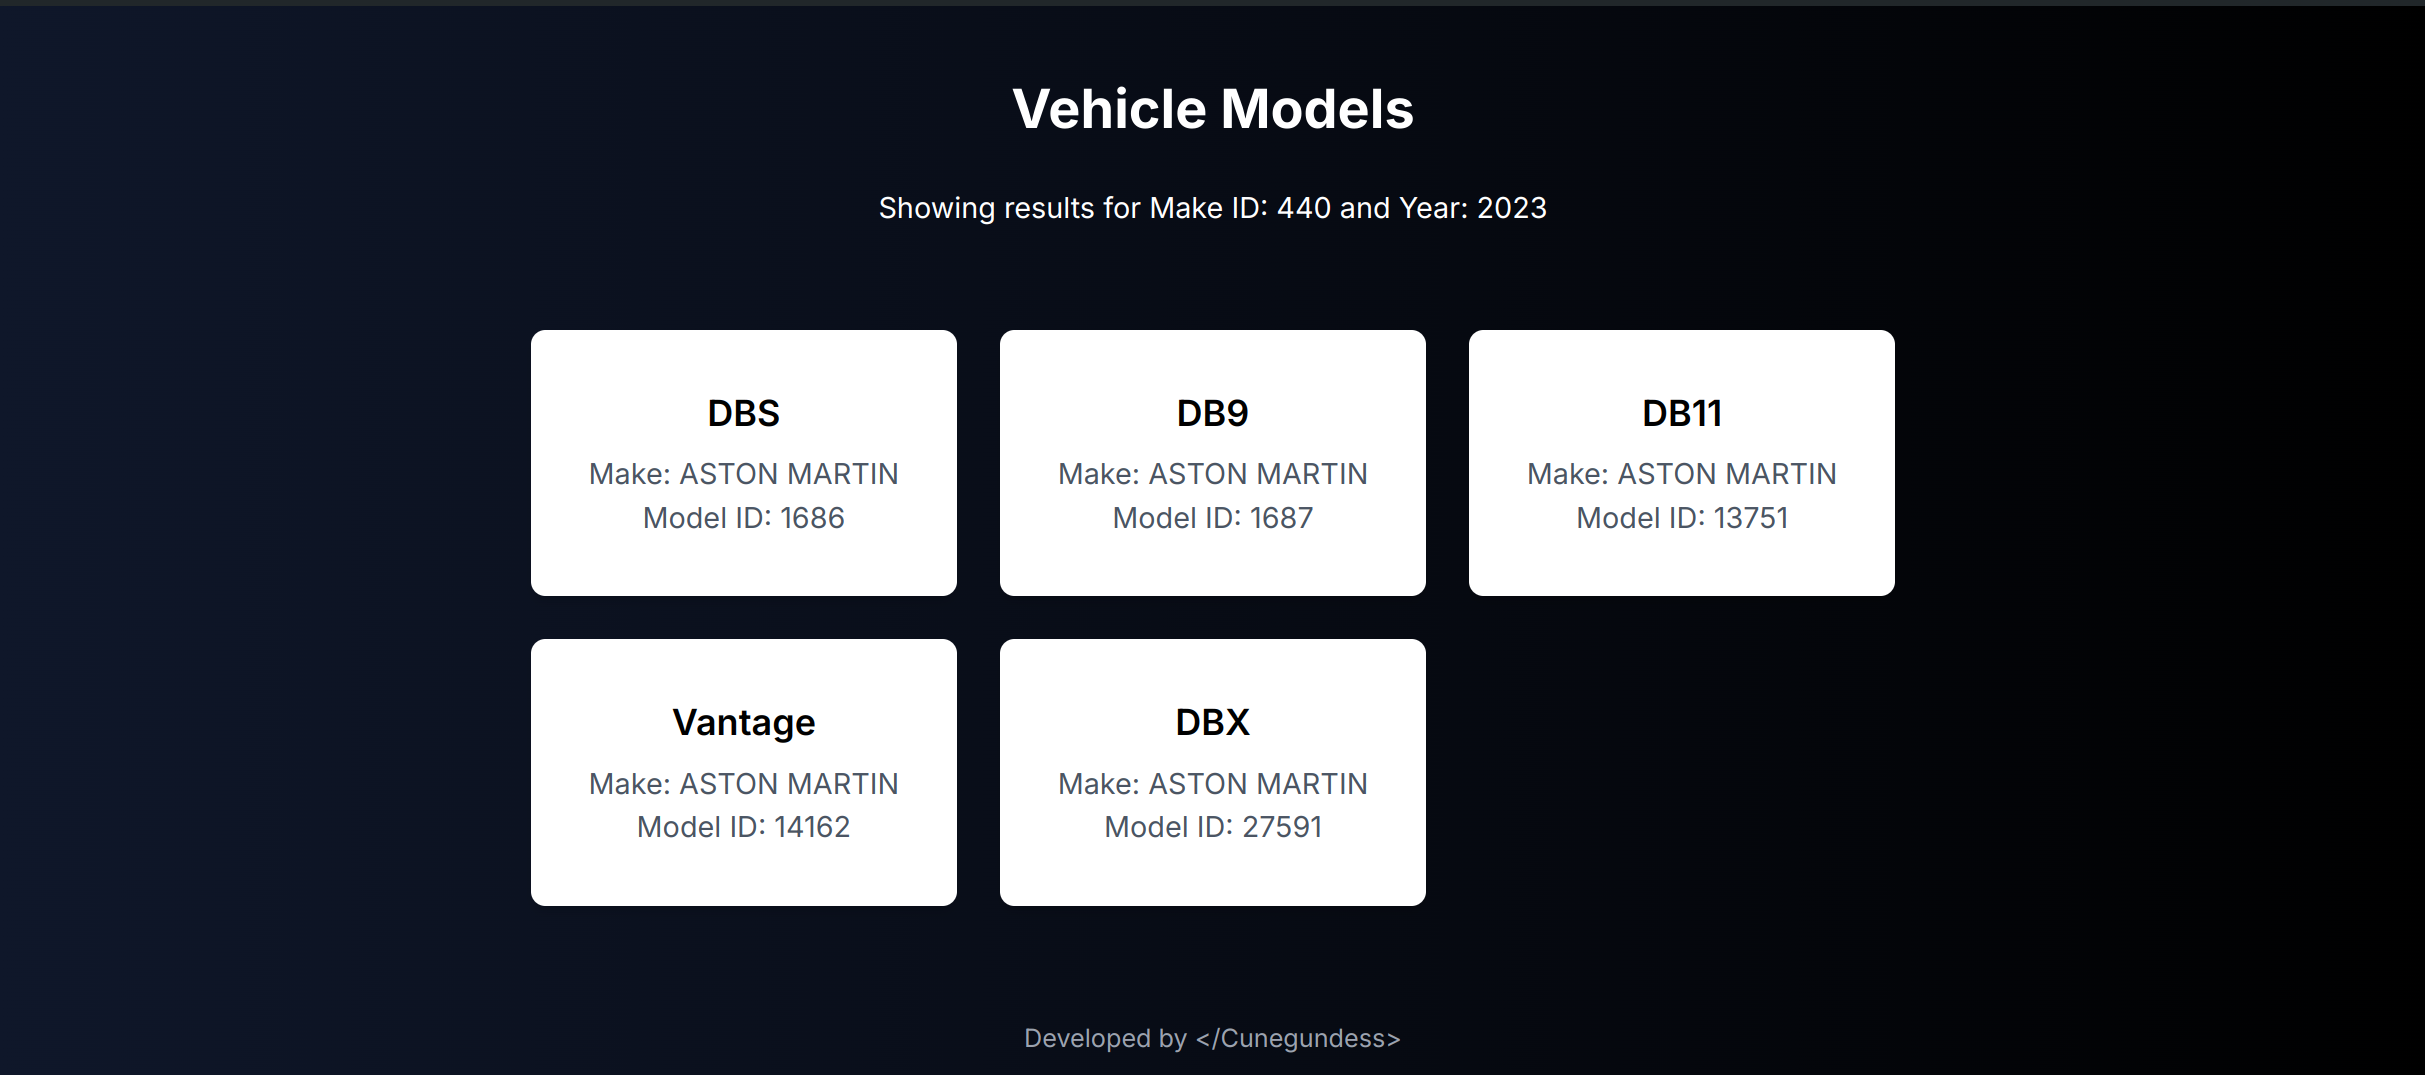 Vehicle Models
Showing results for Make ID: 440 and Year: 2023
DBS
Make: ASTON MARTIN
Model ID: 1686
DB9
Make: ASTON MARTIN
Model ID: 1687
DB11
Make: ASTON MARTIN
Model ID: 13751
Vantage
Make: ASTON MARTIN
Model ID: 14162
DBX
Make: ASTON MARTIN
Model ID: 27591
Developed by </Cunegundess>